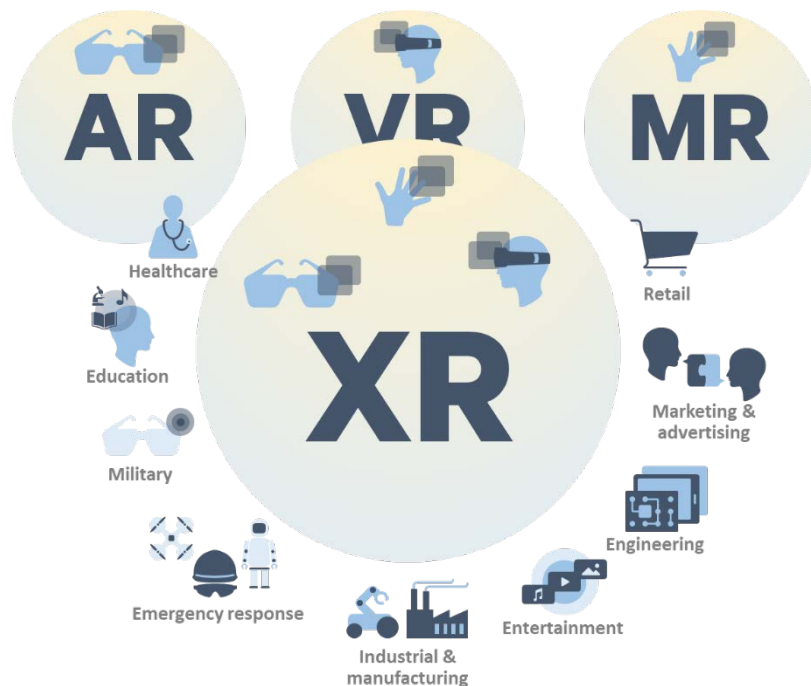 AR
VR
MR
XR
Healthcare
Retail
Education
Marketing &
advertising
Military
Engineering
Emergency response
Entertainment
Industrial &
manufacturing